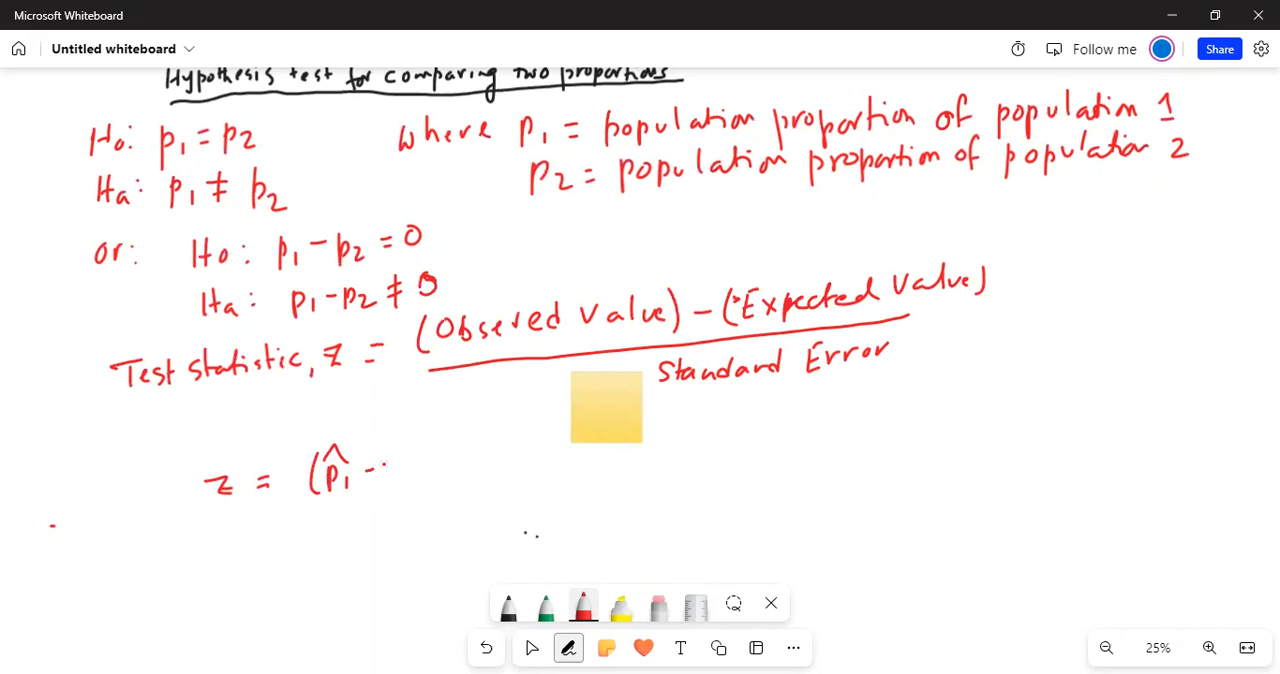 Microsoft Whiteboard
Untitled whiteboard
Follow me
Share
Hypothesis test for comparing two proportions
Ho: p1 = p2 where p1 = population proportion of population 1
Ha: p1 ≠ p2 p2 = population proportion of population 2
or: Ho: p1 - p2 = 0
Ha: p1 - p2 ≠ 0
Test statistic, z = (Obsered value) - (Expected value)
Standard Error
z = (p̂1 -
25%